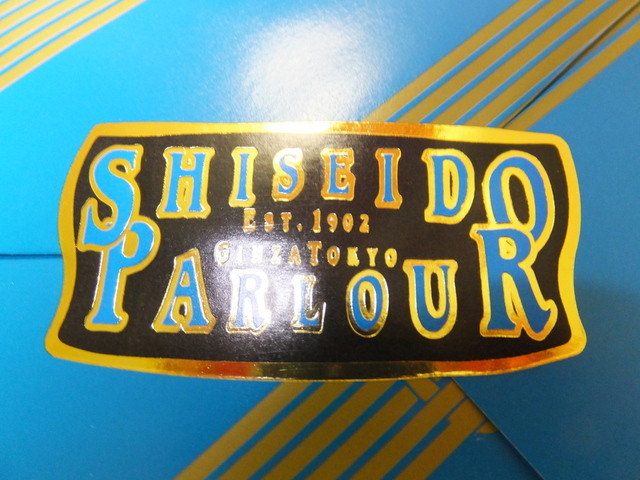 SHISEIDO
EST. 1902
GINZA TOKYO
PARLOUR